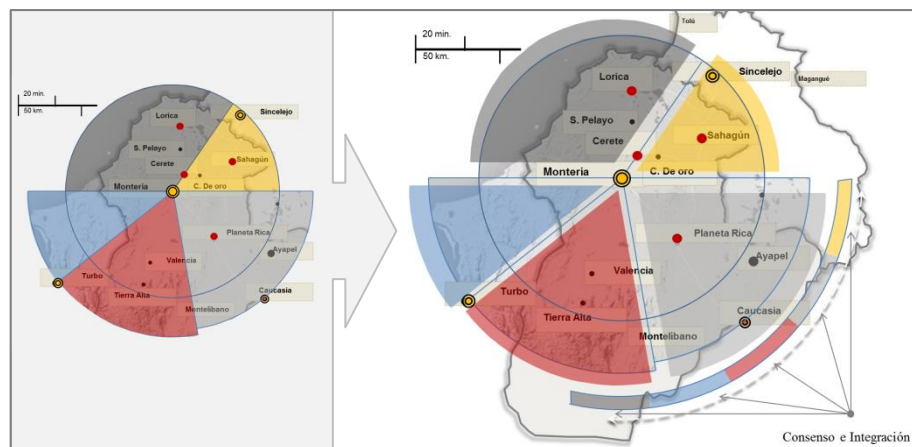 20 min.
50 km.
Sincelejo
Lorica
S. Pelayo
Cerete
Sahagún
Montería
C. De oro
Planeta Rica
Ayapel
Valencia
Turbo
Tierra Alta
Caucasia
Montelibano
Tolú
20 min.
50 km.
Sincelejo
Magangué
Lorica
S. Pelayo
Cerete
Sahagún
Montería
C. De oro
Planeta Rica
Ayapel
Valencia
Turbo
Tierra Alta
Caucasia
Montelibano
Consenso e Integración